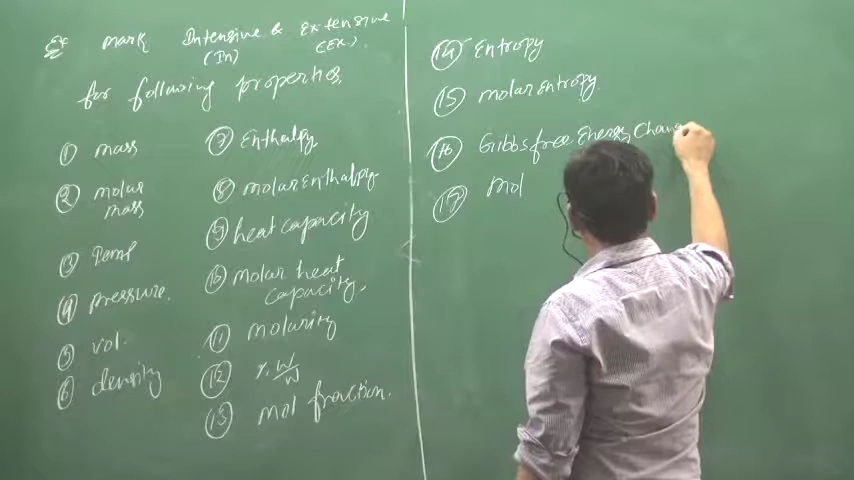 Ex mark Intensive & Extensive
(In) (Ex.)
for following properties
① mass
② molar
mass
③ Temp
④ pressure.
⑤ vol.
⑥ density
⑦ Enthalpy
⑧ molar Enthalpy
⑨ heat capacity
⑩ molar heat
capacity.
⑪ molarity
⑫ % W/W
⑬ mol fraction.
⑭ Entropy
⑮ molar entropy.
⑯ Gibbs free Energy Chang
⑰ mol